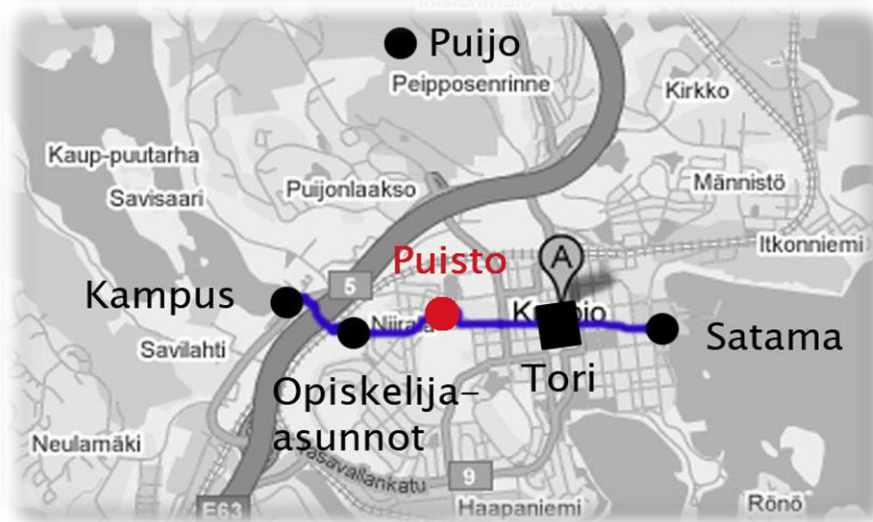 Puijo
Peipposenrinne
Kirkko
Kaup-puutarha
Savisaari
Puijonlaakso
Männistö
Itkonniemi
Puisto
A
5
Kampus
Niirala
Satama
Savilahti
Tori
Opiskelija-
asunnot
Neulamäki
9
E63
Haapaniemi
Rönö